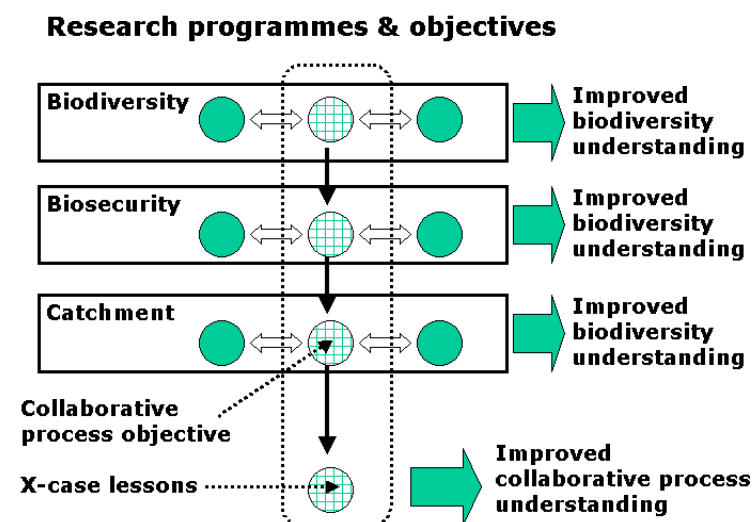 Research programmes & objectives
Biodiversity
Improved
biodiversity
understanding
Biosecurity
Improved
biodiversity
understanding
Catchment
Improved
biodiversity
understanding
Collaborative
process objective
X-case lessons
Improved
collaborative process
understanding